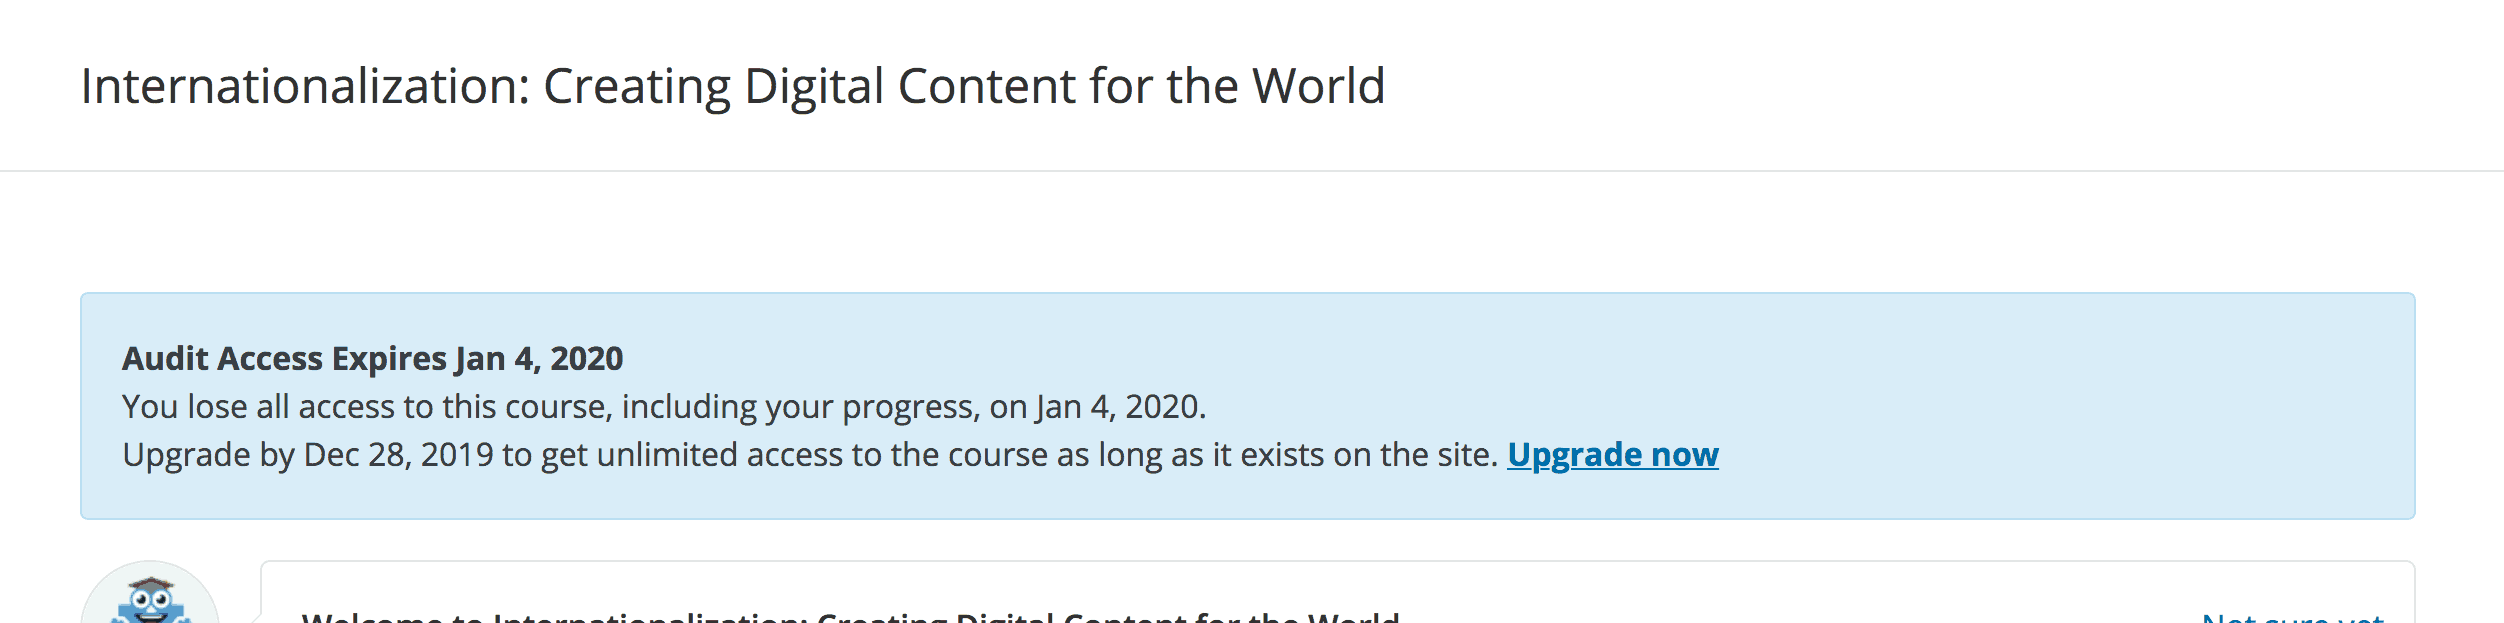 Internationalization: Creating Digital Content for the World
Audit Access Expires Jan 4, 2020
You lose all access to this course, including your progress, on Jan 4, 2020.
Upgrade by Dec 28, 2019 to get unlimited access to the course as long as it exists on the site. Upgrade now
Welcome to Internationalization: Creating Digital Content for the World
Not sure yet